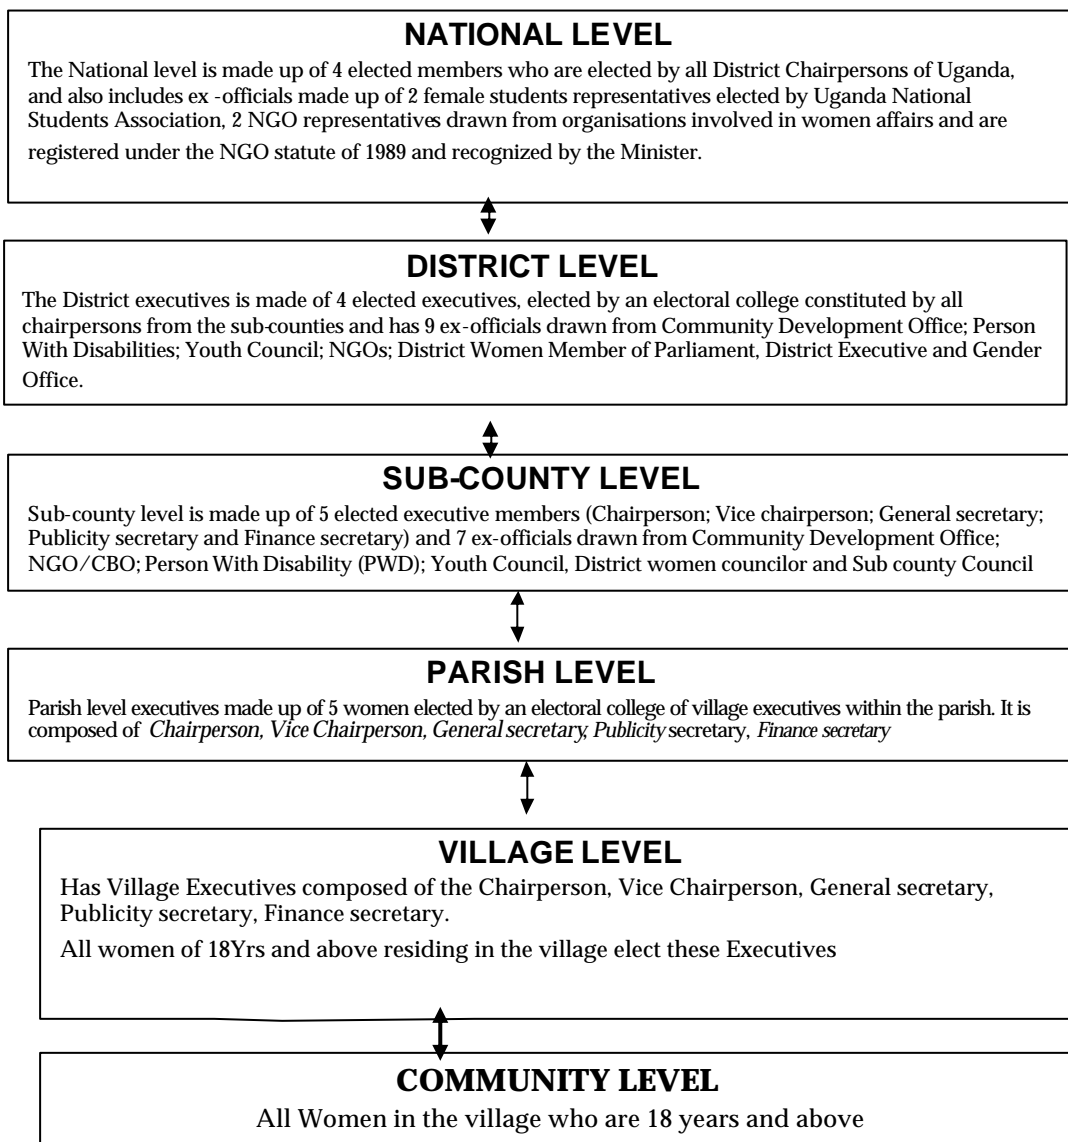 NATIONAL LEVEL
The National level is made up of 4 elected members who are elected by all District Chairpersons of Uganda,
and also includes ex -officials made up of 2 female students representatives elected by Uganda National
Students Association, 2 NGO representatives drawn from organisations involved in women affairs and are
registered under the NGO statute of 1989 and recognized by the Minister.
DISTRICT LEVEL
The District executives is made of 4 elected executives, elected by an electoral college constituted by all
chairpersons from the sub-counties and has 9 ex-officials drawn from Community Development Office; Person
With Disabilities; Youth Council; NGOs; District Women Member of Parliament, District Executive and Gender
Office.
SUB-COUNTY LEVEL
Sub-county level is made up of 5 elected executive members (Chairperson; Vice chairperson; General secretary;
Publicity secretary and Finance secretary) and 7 ex-officials drawn from Community Development Office;
NGO/CBO; Person With Disability (PWD); Youth Council, District women councilor and Sub county Council
PARISH LEVEL
Parish level executives made up of 5 women elected by an electoral college of village executives within the parish. It is
composed of Chairperson, Vice Chairperson, General secretary, Publicity secretary, Finance secretary
VILLAGE LEVEL
Has Village Executives composed of the Chairperson, Vice Chairperson, General secretary,
Publicity secretary, Finance secretary.
All women of 18Yrs and above residing in the village elect these Executives
COMMUNITY LEVEL
All Women in the village who are 18 years and above